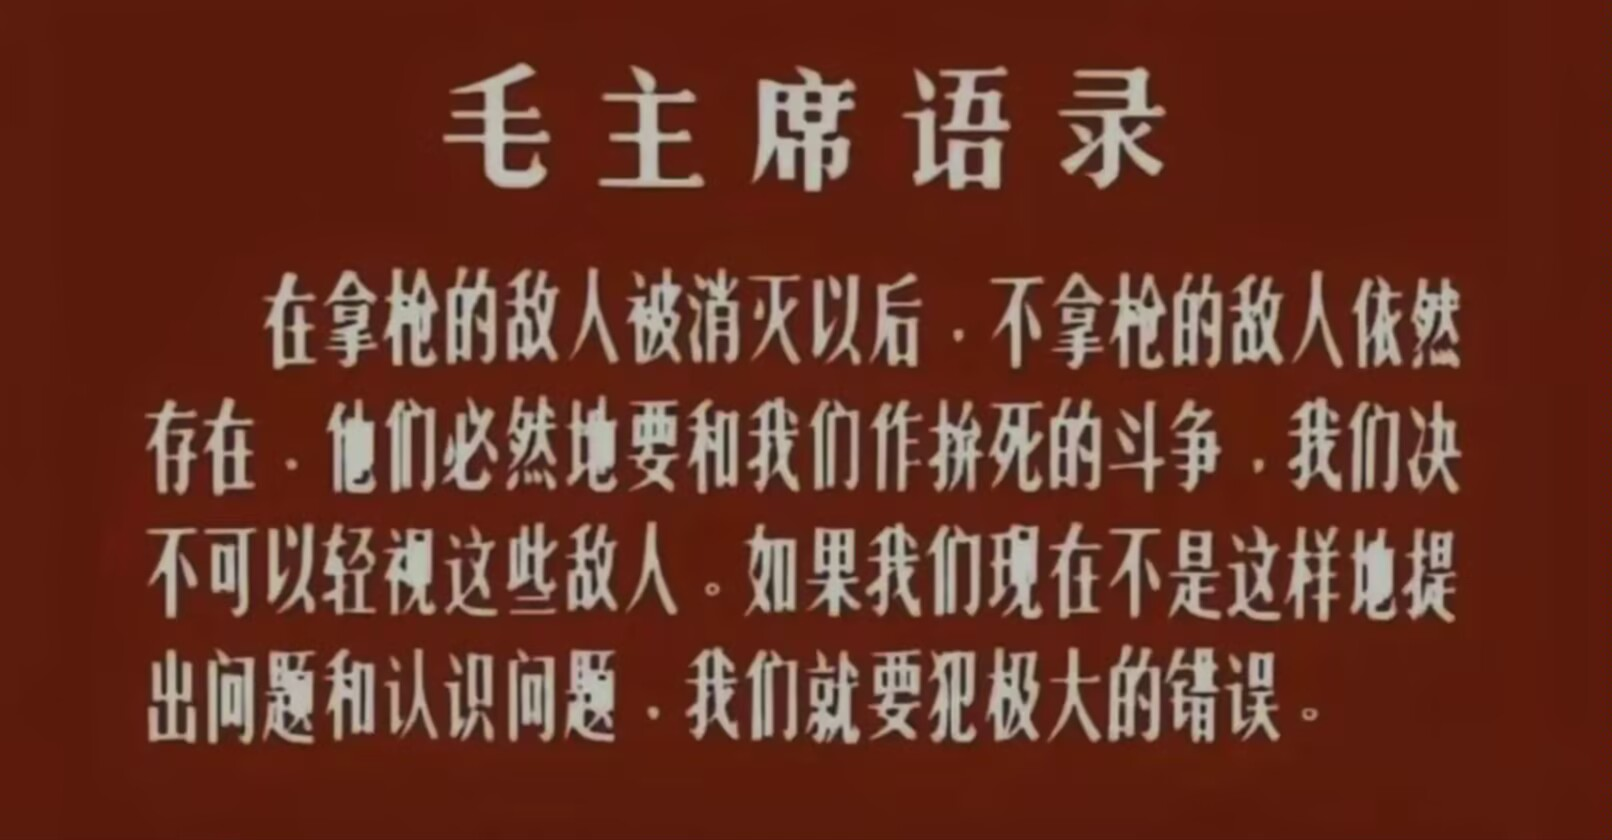 毛主席语录
在拿枪的敌人被消灭以后，不拿枪的敌人依然
存在，他们必然地要和我们作拚死的斗争，我们决
不可以轻视这些敌人。如果我们现在不是这样地提
出问题和认识问题，我们就要犯极大的错误。